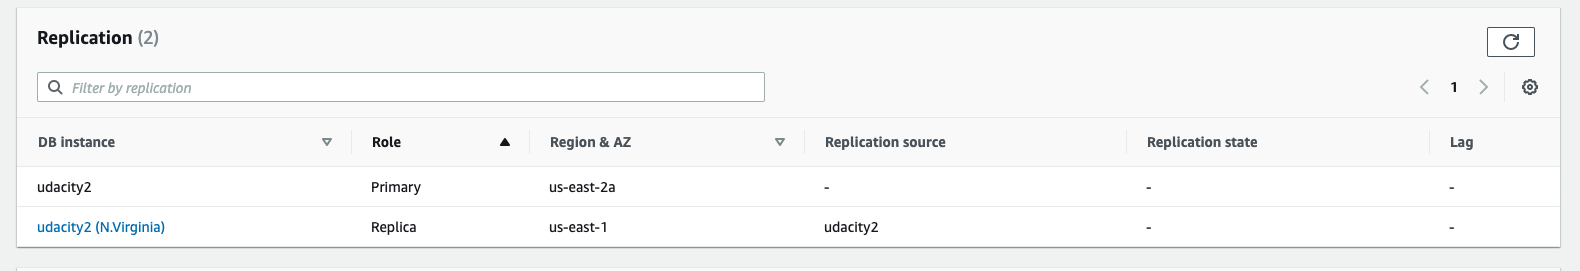 Replication (2)
Filter by replication
1
DB instance Role Region & AZ Replication source Replication state Lag
udacity2 Primary us-east-2a - - -
udacity2 (N.Virginia) Replica us-east-1 udacity2 - -